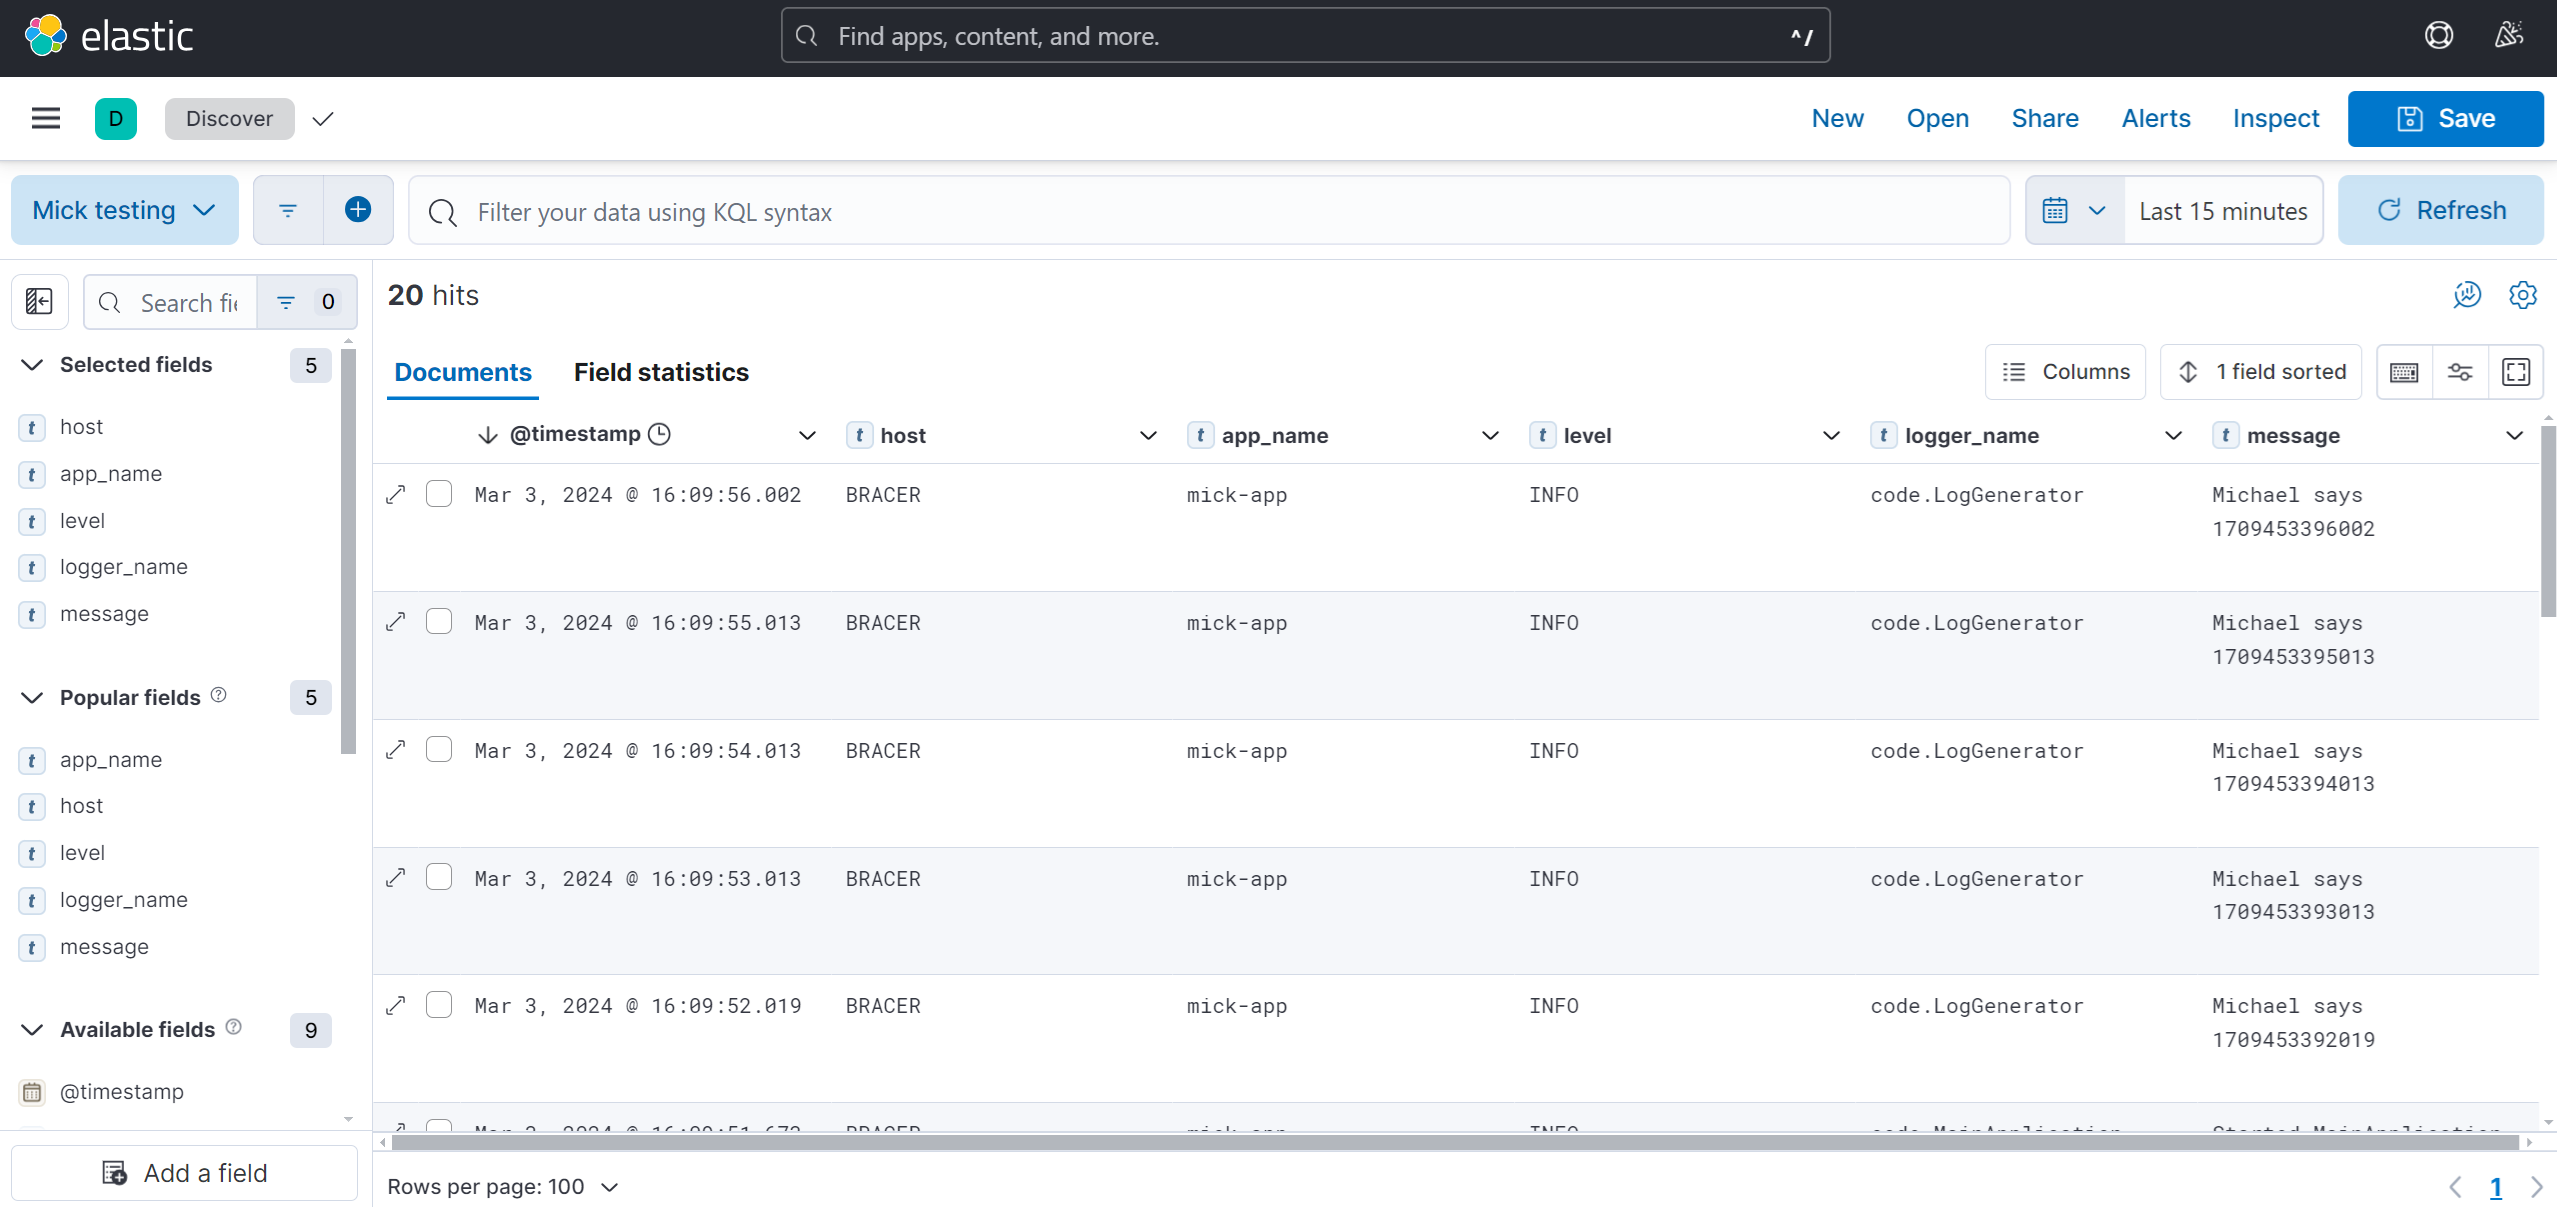 elastic
Find apps, content, and more.
^/
D
Discover
New
Open
Share
Alerts
Inspect
Save
Mick testing
Filter your data using KQL syntax
Last 15 minutes
Refresh
Search fi
0
20 hits
Documents
Field statistics
Columns
1 field sorted
Selected fields
5
t host
t app_name
t level
t logger_name
t message
Popular fields
5
t app_name
t host
t level
t logger_name
t message
Available fields
9
@timestamp
Add a field
@timestamp
t host
t app_name
t level
t logger_name
t message
Mar 3, 2024 @ 16:09:56.002 BRACER mick-app INFO code.LogGenerator Michael says
1709453396002
Mar 3, 2024 @ 16:09:55.013 BRACER mick-app INFO code.LogGenerator Michael says
1709453395013
Mar 3, 2024 @ 16:09:54.013 BRACER mick-app INFO code.LogGenerator Michael says
1709453394013
Mar 3, 2024 @ 16:09:53.013 BRACER mick-app INFO code.LogGenerator Michael says
1709453393013
Mar 3, 2024 @ 16:09:52.019 BRACER mick-app INFO code.LogGenerator Michael says
1709453392019
Rows per page: 100
1